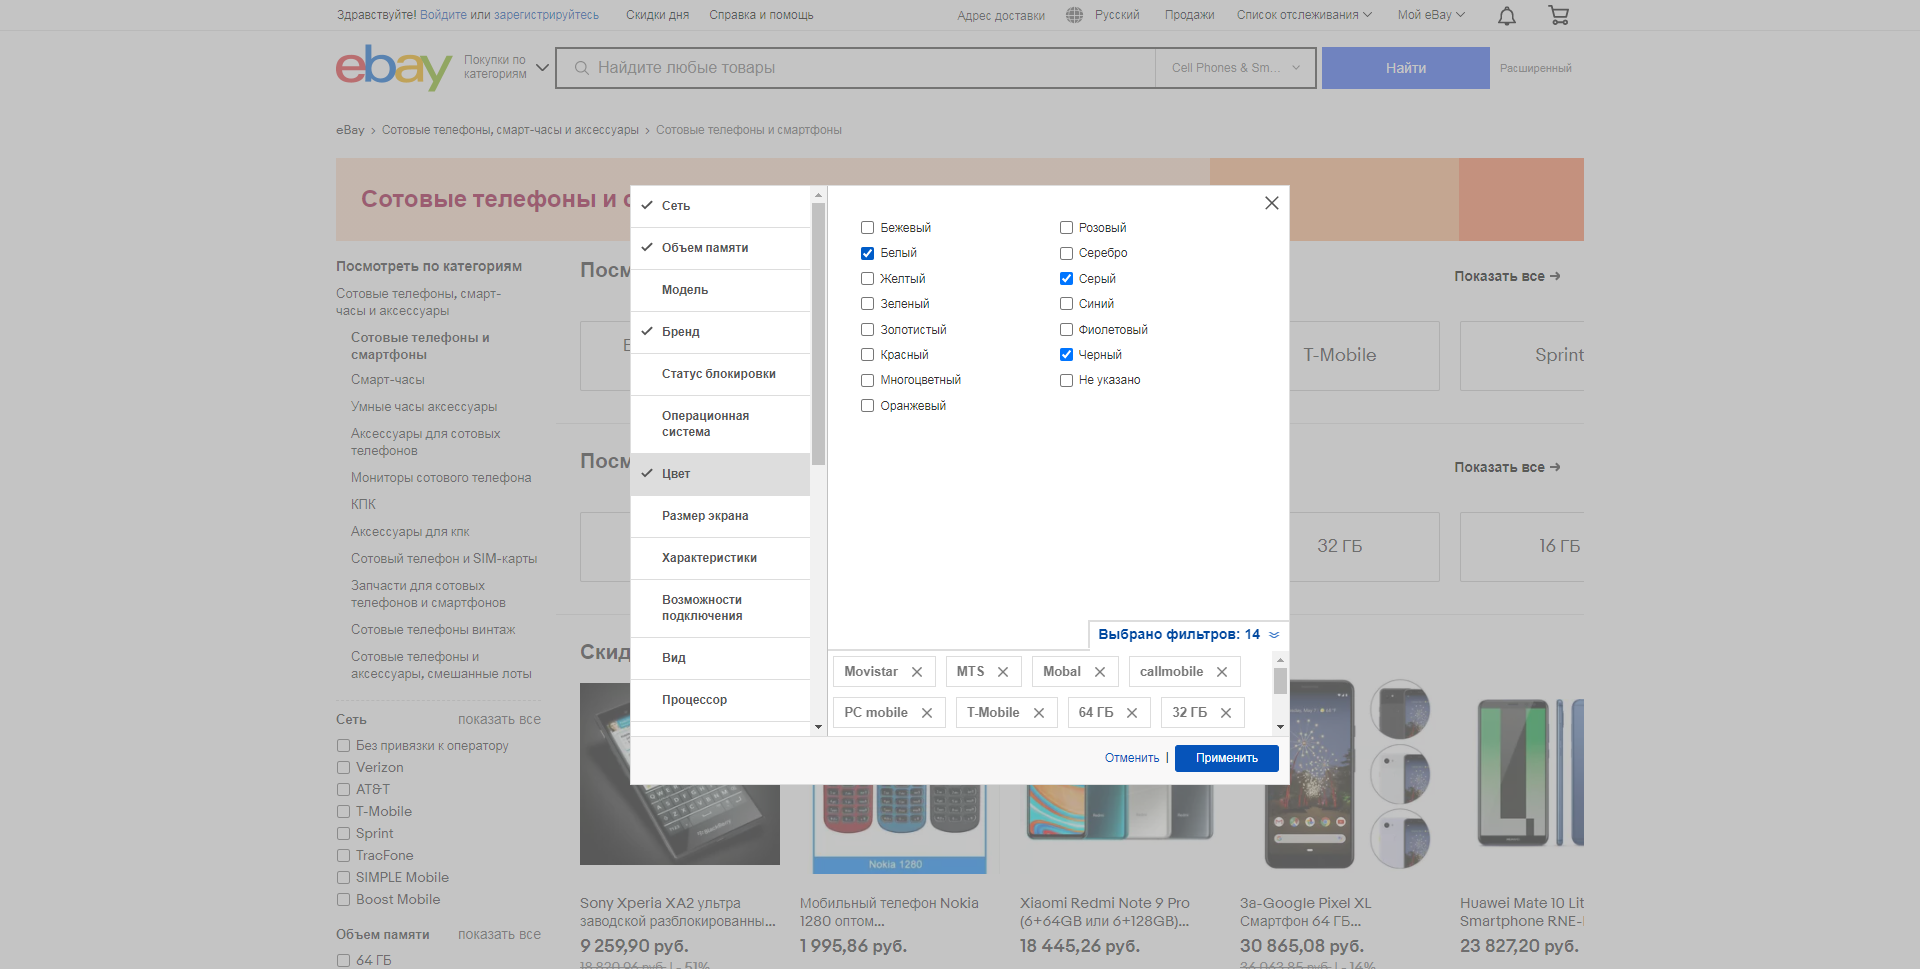 Здравствуйте! Войдите или зарегистрируйтесь Скидки дня Справка и помощь Адрес доставки Русский Продажи Список отслеживания Мой eBay
ebay Покупки по категориям Найдите любые товары Cell Phones & Sm... Найти Расширенный
eBay > Сотовые телефоны, смарт-часы и аксессуары > Сотовые телефоны и смартфоны
Сотовые телефоны и с
Посмотреть по категориям
Сотовые телефоны, смарт-
часы и аксессуары
Сотовые телефоны и
смартфоны
Смарт-часы
Умные часы аксессуары
Аксессуары для сотовых
телефонов
Мониторы сотового телефона
КПК
Аксессуары для кпк
Сотовый телефон и SIM-карты
Запчасти для сотовых
телефонов и смартфонов
Сотовые телефоны винтаж
Сотовые телефоны и
аксессуары, смешанные лоты
Сеть показать все
Без привязки к оператору
Verizon
AT&T
T-Mobile
Sprint
TracFone
SIMPLE Mobile
Boost Mobile
Объем памяти показать все
64 ГБ
Сеть
Объем памяти
Модель
Бренд
Статус блокировки
Операционная
система
Цвет
Размер экрана
Характеристики
Возможности
подключения
Вид
Процессор
Бежевый
Белый
Желтый
Зеленый
Золотистый
Красный
Многоцветный
Оранжевый
Розовый
Серебро
Серый
Синий
Фиолетовый
Черный
Не указано
Выбрано фильтров: 14
Movistar MTS Mobal callmobile
PC mobile T-Mobile 64 ГБ 32 ГБ
Отменить | Применить
Посм Показать все →
T-Mobile Sprint
Посм Показать все →
32 ГБ 16 ГБ
Скид
BlackBerry
Nokia 1280
Sony Xperia XA2 ультра
заводской разблокированны...
9 259,90 руб.
18 820,96 руб. | - 51%
Мобильный телефон Nokia
1280 оптом...
1 995,86 руб.
Xiaomi Redmi Note 9 Pro
(6+64GB или 6+128GB)...
18 445,26 руб.
3a-Google Pixel XL
Смартфон 64 ГБ...
30 865,08 руб.
36 063,85 руб. | - 14%
Huawei Mate 10 Lit
Smartphone RNE-
23 827,20 руб.